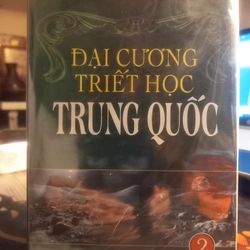 ĐẠI CƯƠNG
TRIẾT HỌC
TRUNG QUỐC
2